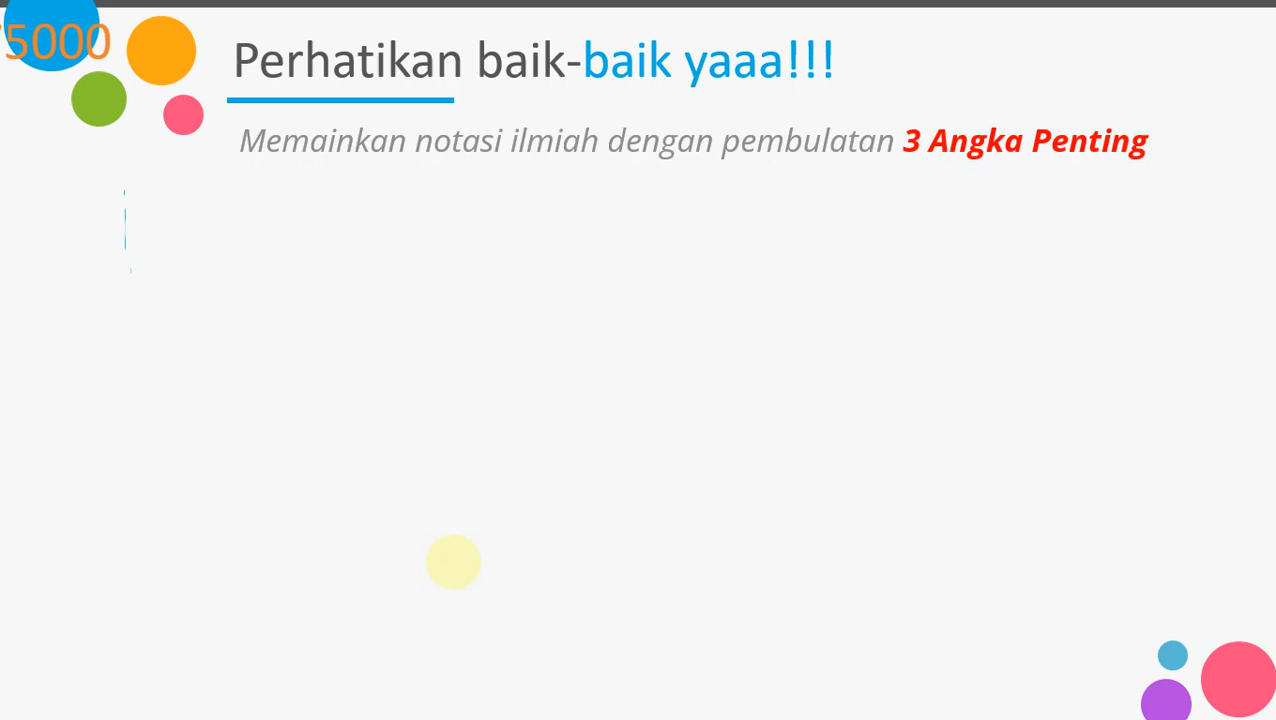 5000
Perhatikan baik-baik yaaa!!!
Memainkan notasi ilmiah dengan pembulatan 3 Angka Penting